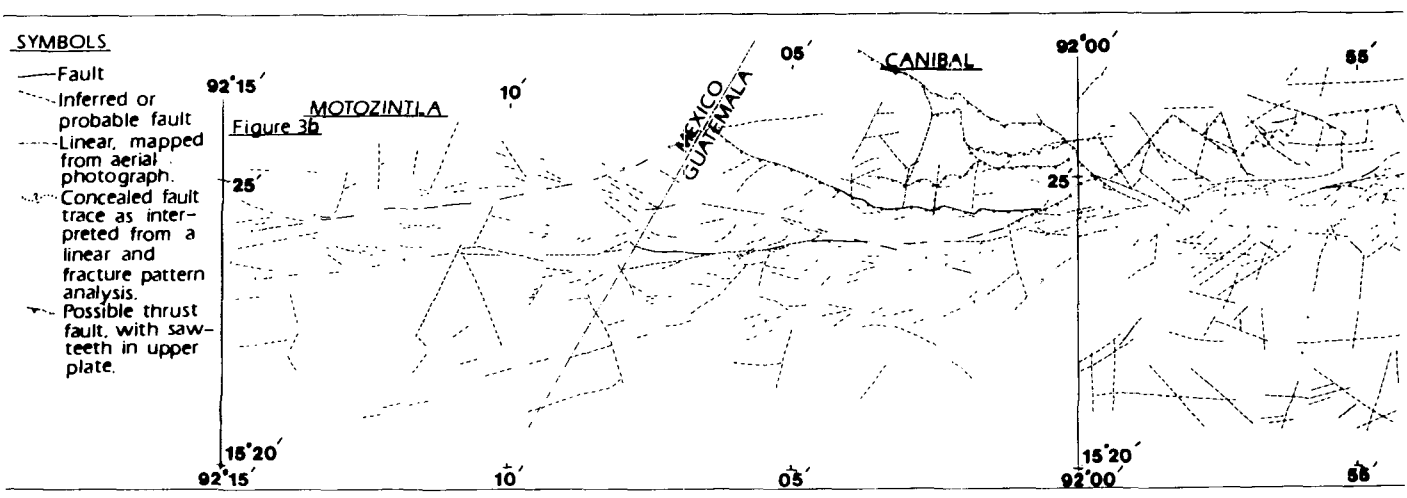 SYMBOLS
Fault
Inferred or
probable fault
Linear, mapped
from aerial
photograph.
Concealed fault
trace as inter-
preted from a
linear and
fracture pattern
analysis.
Possible thrust
fault, with saw-
teeth in upper
plate.
92°15′
MOTOZINTLA
10′
05′
CANIBAL
92°00′
55′
Figure 3b
MEXICO
GUATEMALA
25′
25′
15°20′
92°15′
10′
05′
15°20′
92°00′
55′